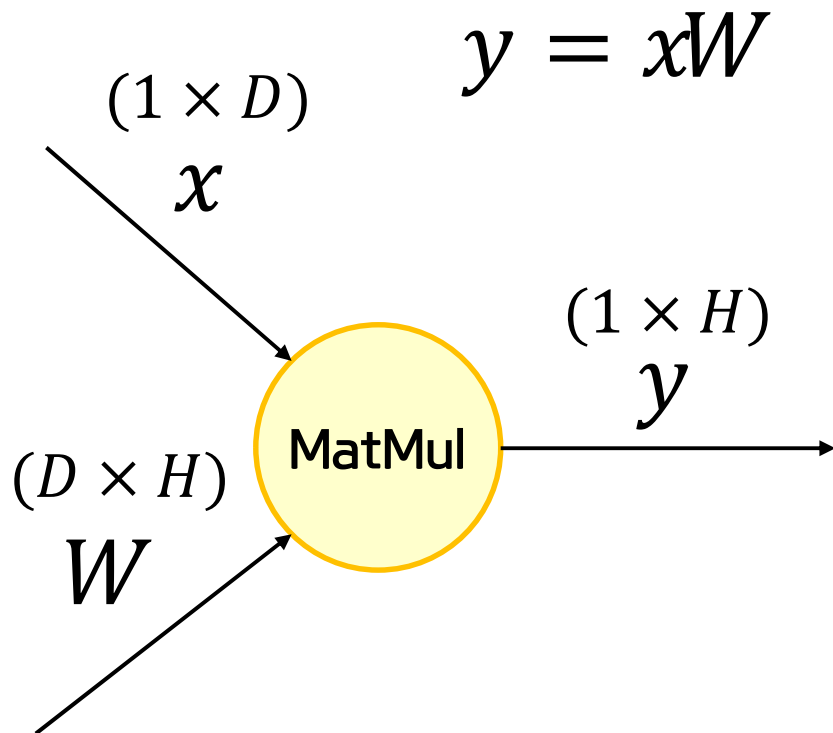 y = xW
(1 × D)
x
(1 × H)
y
MatMul
(D × H)
W